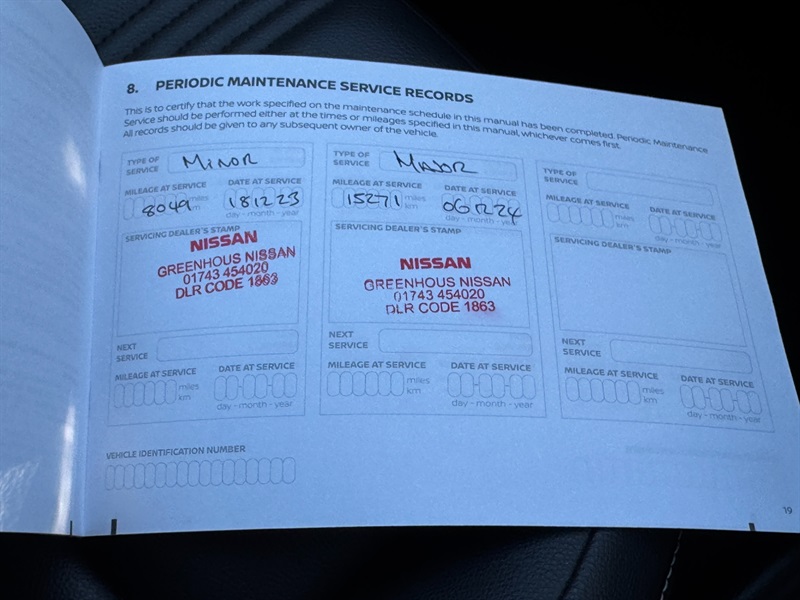 8. PERIODIC MAINTENANCE SERVICE RECORDS
This is to certify that the work specified on the maintenance schedule in this manual has been completed. Periodic Maintenance
Service should be performed either at the times or mileages specified in this manual, whichever comes first.
All records should be given to any subsequent owner of the vehicle.
TYPE OF
SERVICE
MINOR
MILEAGE AT SERVICE
DATE AT SERVICE
8049
miles
km
181223
day - month - year
SERVICING DEALER'S STAMP
NISSAN
GREENHOUS NISSAN
01743 454020
DLR CODE 1863
NEXT
SERVICE
MILEAGE AT SERVICE
DATE AT SERVICE
miles
km
day - month - year
TYPE OF
SERVICE
MAJOR
MILEAGE AT SERVICE
DATE AT SERVICE
15271
miles
km
061224
day - month - year
SERVICING DEALER'S STAMP
NISSAN
GREENHOUS NISSAN
01743 454020
DLR CODE 1863
NEXT
SERVICE
MILEAGE AT SERVICE
DATE AT SERVICE
miles
km
day - month - year
TYPE OF
SERVICE
MILEAGE AT SERVICE
DATE AT SERVICE
miles
km
day - month - year
SERVICING DEALER'S STAMP
NEXT
SERVICE
MILEAGE AT SERVICE
DATE AT SERVICE
miles
km
day - month - year
VEHICLE IDENTIFICATION NUMBER
19